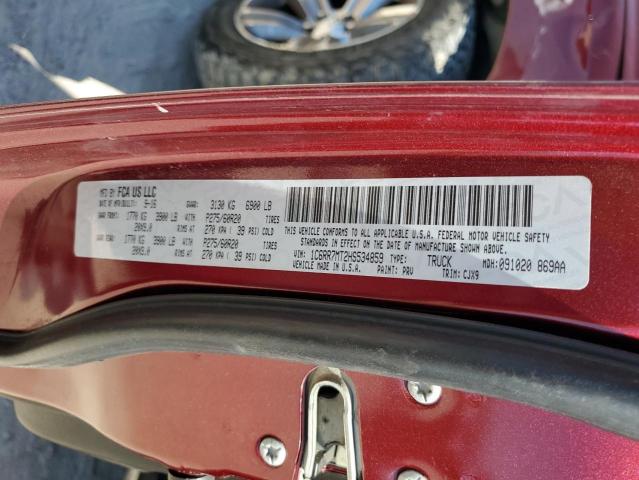 MFD BY FCA US LLC
DATE OF MFR/BUILT: 9-16 GVWR: 3130 KG 6900 LB
GAWR FRONT: 1770 KG 3900 LB WITH P275/60R20 TIRES
20X9.0 RIMS AT 270 KPA ( 39 PSI) COLD
GAWR REAR: 1770 KG 3900 LB WITH P275/60R20 TIRES
20X9.0 RIMS AT 270 KPA ( 39 PSI) COLD
THIS VEHICLE CONFORMS TO ALL APPLICABLE U.S.A. FEDERAL MOTOR VEHICLE SAFETY
STANDARDS IN EFFECT ON THE DATE OF MANUFACTURE SHOWN ABOVE.
VIN: 1C6RR7MT2HS534859 TYPE: TRUCK MDH: 091020 869AA
MADE IN U.S.A. PAINT: PRV TRIM: CJX9